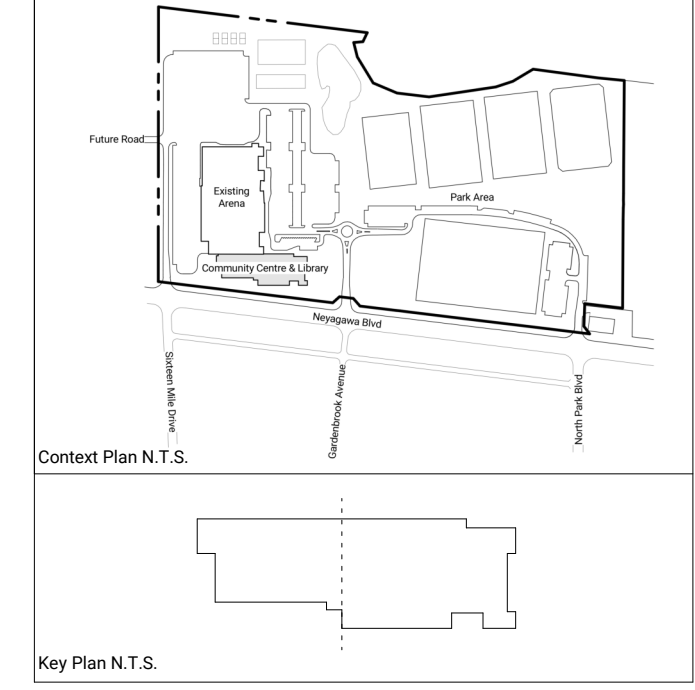 Future Road
Existing
Arena
Park Area
Community Centre & Library
Neyagawa Blvd
Sixteen Mile Drive
Gardenbrook Avenue
North Park Blvd
Context Plan N.T.S.
Key Plan N.T.S.